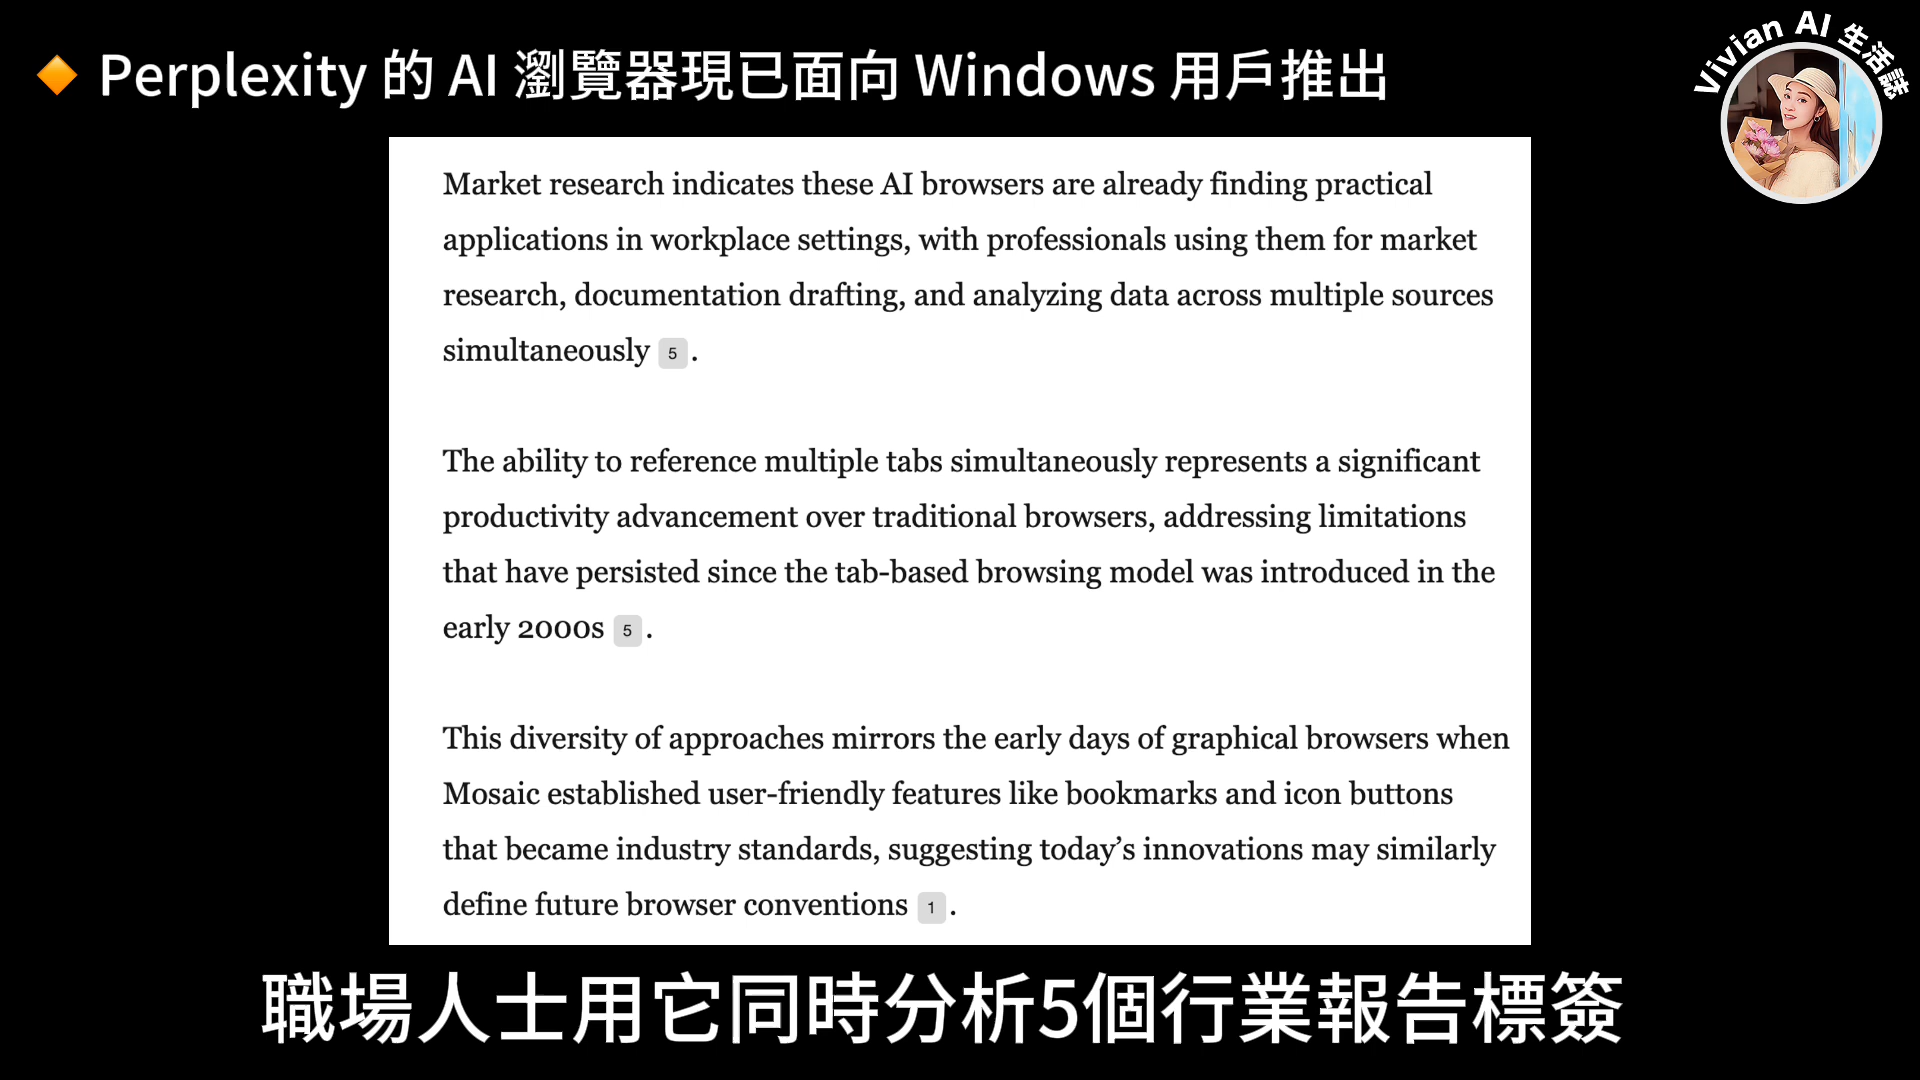 🔶 Perplexity 的 AI 瀏覽器現已面向 Windows 用戶推出
Vivian AI 生活誌
Market research indicates these AI browsers are already finding practical
applications in workplace settings, with professionals using them for market
research, documentation drafting, and analyzing data across multiple sources
simultaneously 5 .
The ability to reference multiple tabs simultaneously represents a significant
productivity advancement over traditional browsers, addressing limitations
that have persisted since the tab-based browsing model was introduced in the
early 2000s 5 .
This diversity of approaches mirrors the early days of graphical browsers when
Mosaic established user-friendly features like bookmarks and icon buttons
that became industry standards, suggesting today’s innovations may similarly
define future browser conventions 1 .
職場人士用它同時分析5個行業報告標簽